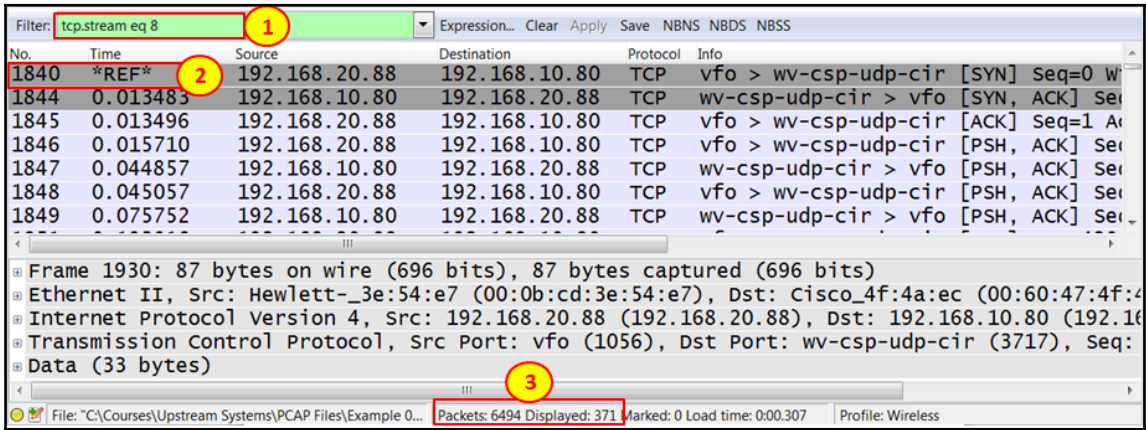 Filter: tcp.stream eq 8 1 Expression... Clear Apply Save NBNS NBDS NBSS
No. Time Source Destination Protocol Info
1840 *REF* 2 192.168.20.88 192.168.10.80 TCP vfo > wv-csp-udp-cir [SYN] Seq=0
1844 0.013483 192.168.10.80 192.168.20.88 TCP wv-csp-udp-cir > vfo [SYN, ACK]
1845 0.013496 192.168.20.88 192.168.10.80 TCP vfo > wv-csp-udp-cir [ACK] Seq=1
1846 0.015710 192.168.20.88 192.168.10.80 TCP vfo > wv-csp-udp-cir [PSH, ACK]
1847 0.044857 192.168.10.80 192.168.20.88 TCP wv-csp-udp-cir > vfo [PSH, ACK]
1848 0.045057 192.168.20.88 192.168.10.80 TCP vfo > wv-csp-udp-cir [PSH, ACK]
1849 0.075752 192.168.10.80 192.168.20.88 TCP wv-csp-udp-cir > vfo [PSH, ACK]
Frame 1930: 87 bytes on wire (696 bits), 87 bytes captured (696 bits)
Ethernet II, Src: Hewlett-_3e:54:e7 (00:0b:cd:3e:54:e7), Dst: Cisco_4f:4a:ec (00:60:47:4f:4
Internet Protocol Version 4, Src: 192.168.20.88 (192.168.20.88), Dst: 192.168.10.80 (192.16
Transmission Control Protocol, Src Port: vfo (1056), Dst Port: wv-csp-udp-cir (3717), Seq:
Data (33 bytes)
3
File: "C:\Courses\Upstream Systems\PCAP Files\Example 0... Packets: 6494 Displayed: 371 Marked: 0 Load time: 0:00.307 Profile: Wireless